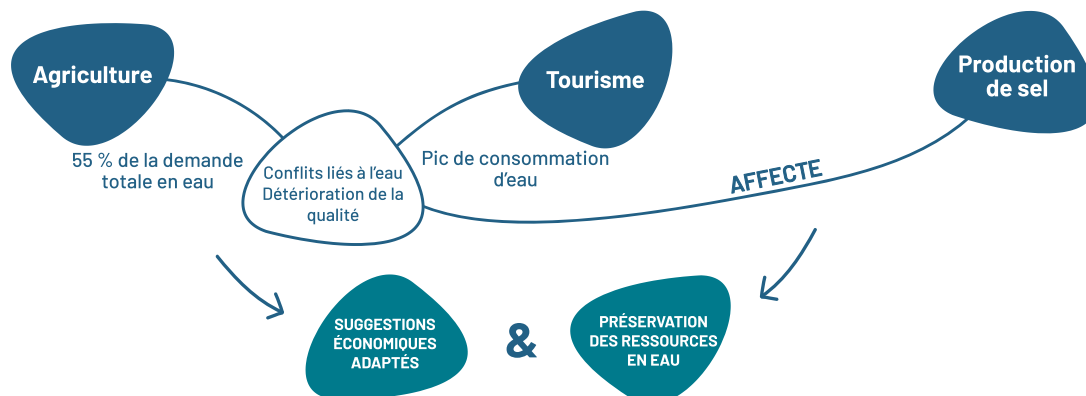 Agriculture
Tourisme
Production
de sel
55 % de la demande
totale en eau
Conflits liés à l'eau
Détérioration de la
qualité
Pic de consommation
d'eau
AFFECTE
SUGGESTIONS
ÉCONOMIQUES
ADAPTÉS
&
PRÉSERVATION
DES RESSOURCES
EN EAU